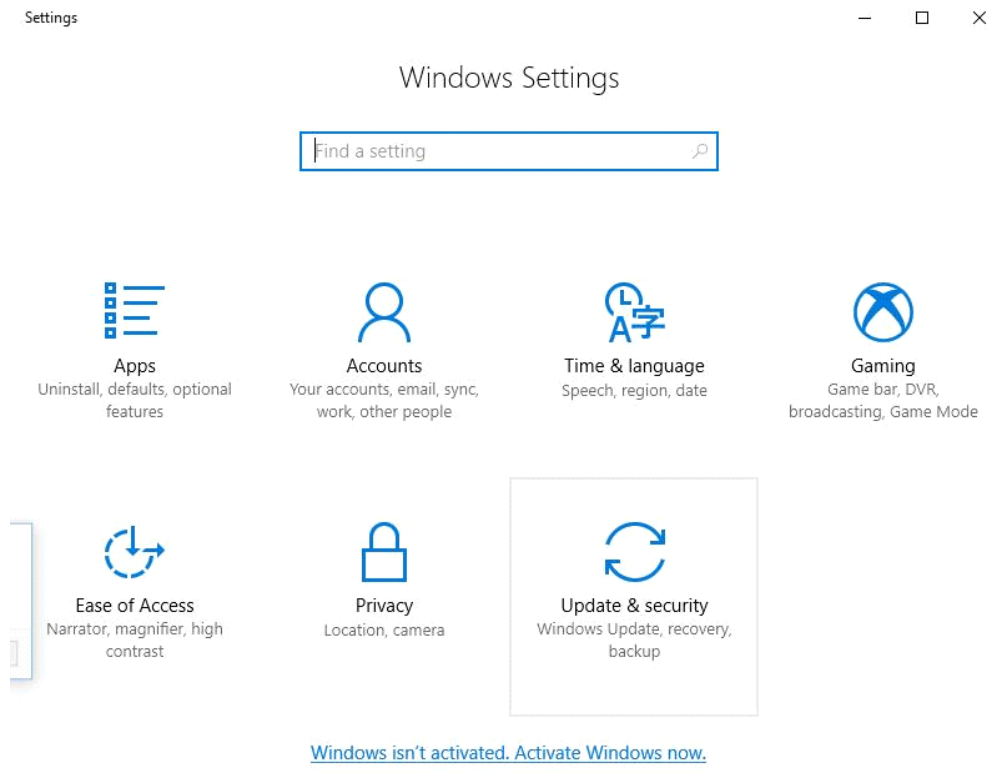 Settings
Windows Settings
Find a setting
Apps
Uninstall, defaults, optional
features
Accounts
Your accounts, email, sync,
work, other people
Time & language
Speech, region, date
Gaming
Game bar, DVR,
broadcasting, Game Mode
Ease of Access
Narrator, magnifier, high
contrast
Privacy
Location, camera
Update & security
Windows Update, recovery,
backup
Windows isn't activated. Activate Windows now.